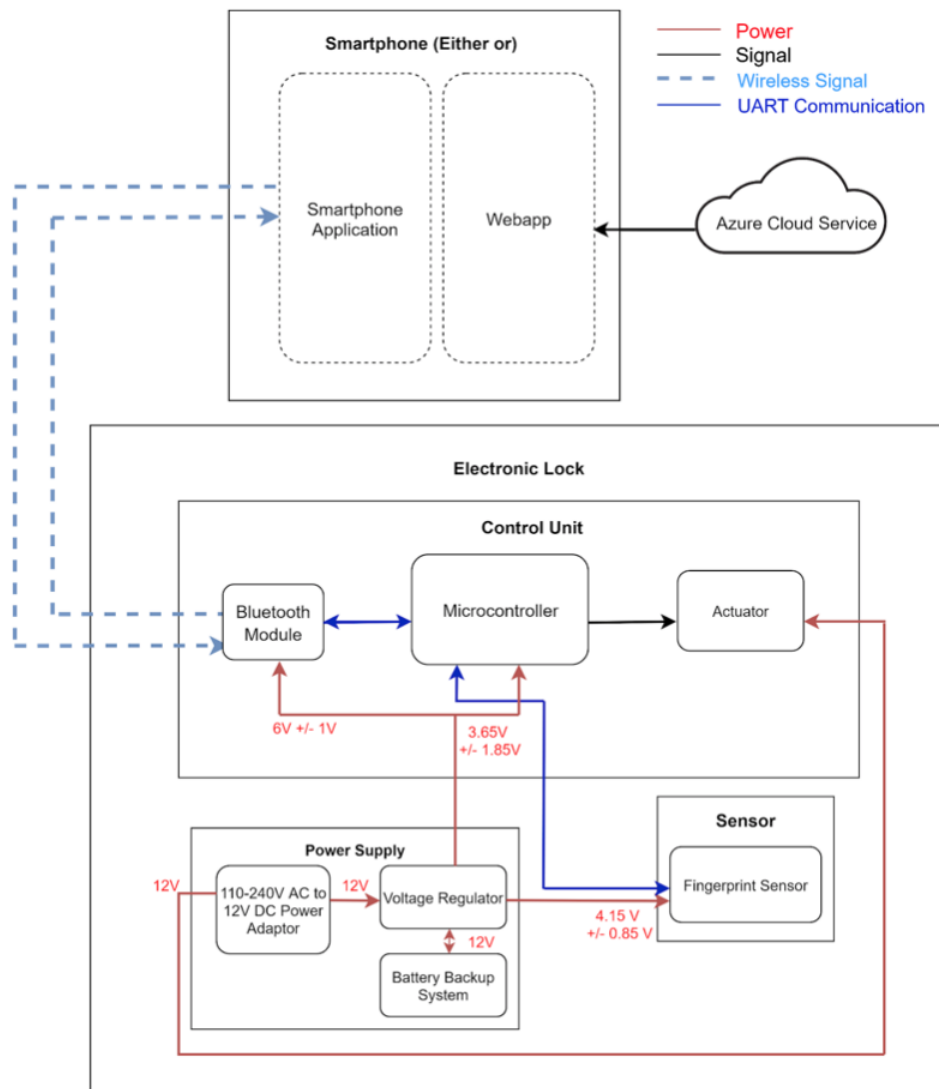 Smartphone (Either or)
Power
Signal
Wireless Signal
UART Communication
Smartphone
Application
Webapp
Azure Cloud Service
Electronic Lock
Control Unit
Bluetooth
Module
Microcontroller
Actuator
6V +/- 1V
3.65V
+/- 1.85V
Sensor
Power Supply
12V
110-240V AC to
12V DC Power
Adaptor
12V
Voltage Regulator
Fingerprint Sensor
4.15 V
+/- 0.85 V
12V
Battery Backup
System